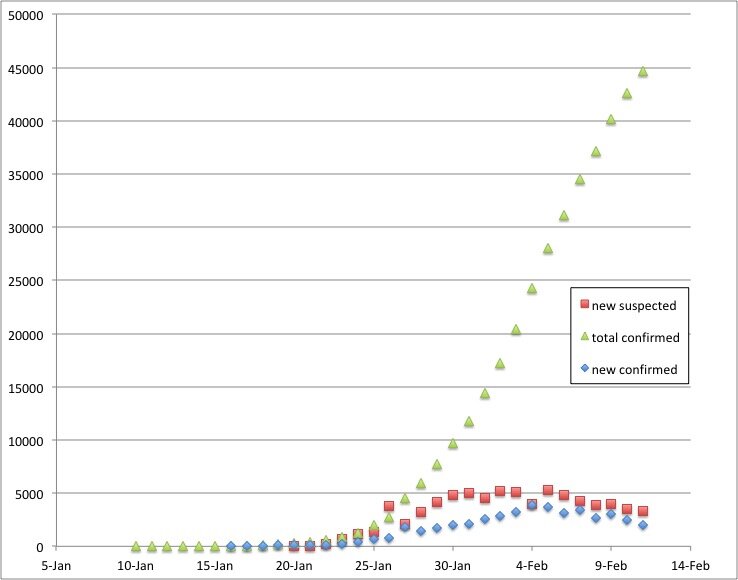 50000
45000
40000
35000
30000
25000
20000
15000
10000
5000
0
new suspected
total confirmed
new confirmed
5-Jan 10-Jan 15-Jan 20-Jan 25-Jan 30-Jan 4-Feb 9-Feb 14-Feb